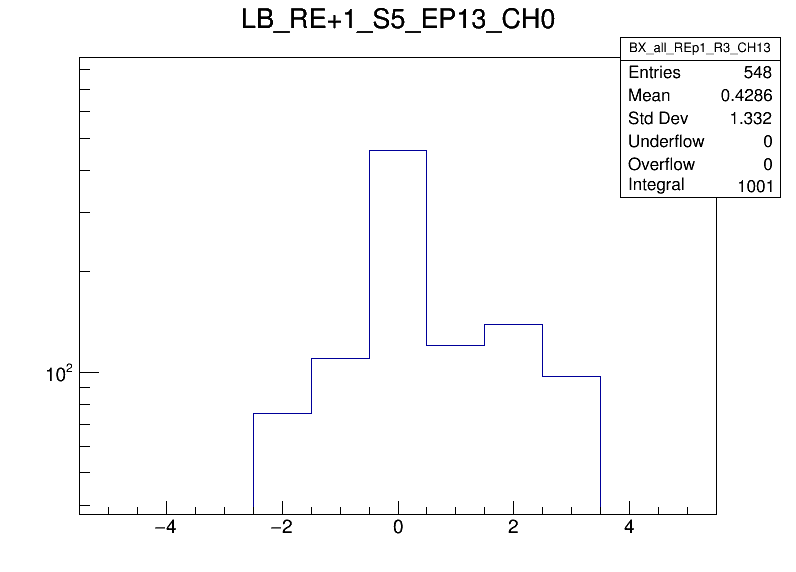 LB_RE+1_S5_EP13_CH0
BX_all_REp1_R3_CH13
Entries 548
Mean 0.4286
Std Dev 1.332
Underflow 0
Overflow 0
Integral 1001
10²
−4 −2 0 2 4